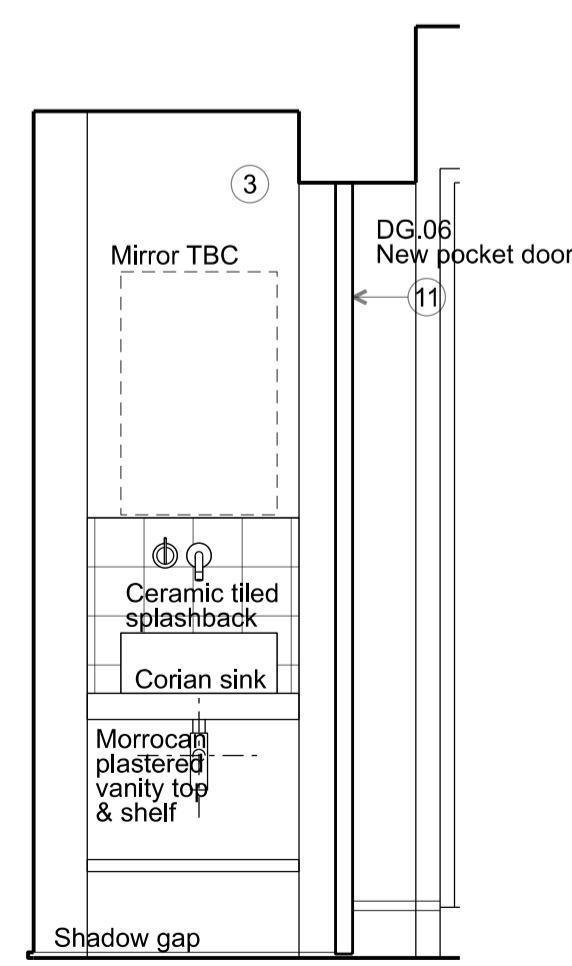 3
DG.06
New pocket door
Mirror TBC
11
Ceramic tiled
splashback
Corian sink
Morrocan
plastered
vanity top
& shelf
Shadow gap